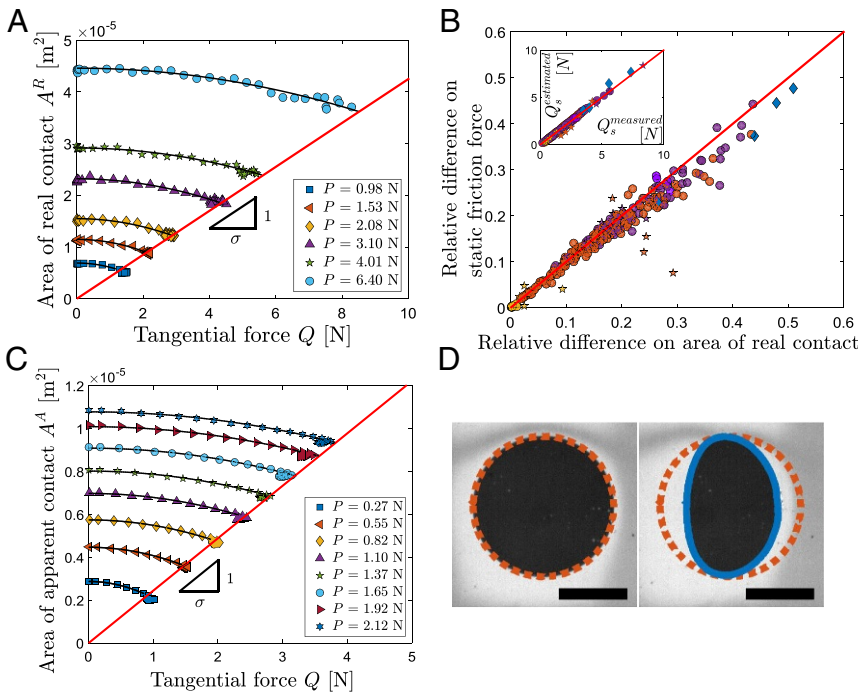 A
×10⁻⁵
Area of real contact Aᴿ [m²]
5
4
3
2
1
0
0 2 4 6 8 10
Tangential force Q [N]
σ
1
P = 0.98 N
P = 1.53 N
P = 2.08 N
P = 3.10 N
P = 4.01 N
P = 6.40 N
B
Relative difference on
static friction force
0.6
0.5
0.4
0.3
0.2
0.1
0
0 0.1 0.2 0.3 0.4 0.5 0.6
Relative difference on area of real contact
Qₛᵉˢᵗⁱᵐᵃᵗᵉᵈ
[N]
10
5
0
0 5 10
Qₛᵐᵉᵃˢᵘʳᵉᵈ
[N]
C
×10⁻⁵
Area of apparent contact Aᴬ [m²]
1.2
1
0.8
0.6
0.4
0.2
0
0 1 2 3 4 5
Tangential force Q [N]
σ
1
P = 0.27 N
P = 0.55 N
P = 0.82 N
P = 1.10 N
P = 1.37 N
P = 1.65 N
P = 1.92 N
P = 2.12 N
D